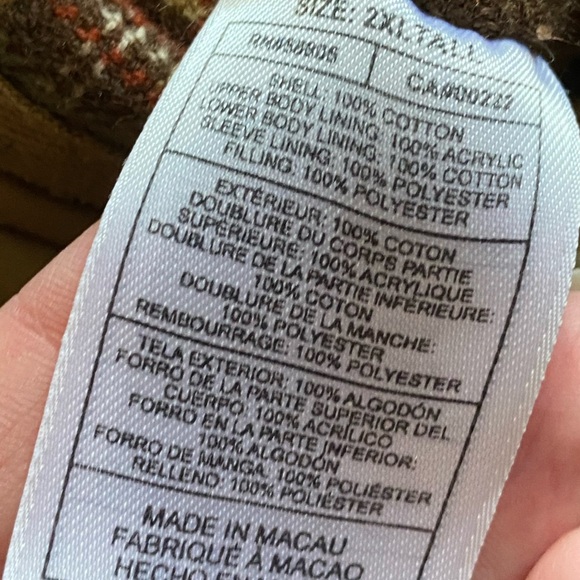 SIZE: 2XLTALL
CA#00222
SHELL: 100% COTTON
UPPER BODY LINING: 100% ACRYLIC
LOWER BODY LINING: 100% COTTON
SLEEVE LINING: 100% POLYESTER
FILLING: 100% POLYESTER
EXTÉRIEUR: 100% COTON
DOUBLURE DU CORPS PARTIE
SUPÉRIEURE: 100% ACRYLIQUE
DOUBLURE DE LA PARTIE INFÉRIEURE:
100% COTON
DOUBLURE DE LA MANCHE:
100% POLYESTER
REMBOURRAGE: 100% POLYESTER
TELA EXTERIOR: 100% ALGODÓN
FORRO DE LA PARTE SUPERIOR DEL
CUERPO: 100% ACRÍLICO
FORRO EN LA PARTE INFERIOR:
100% ALGODÓN
FORRO DE MANGA: 100% POLIÉSTER
RELLENO: 100% POLIÉSTER
MADE IN MACAU
FABRIQUÉ À MACAO
HECHO EN